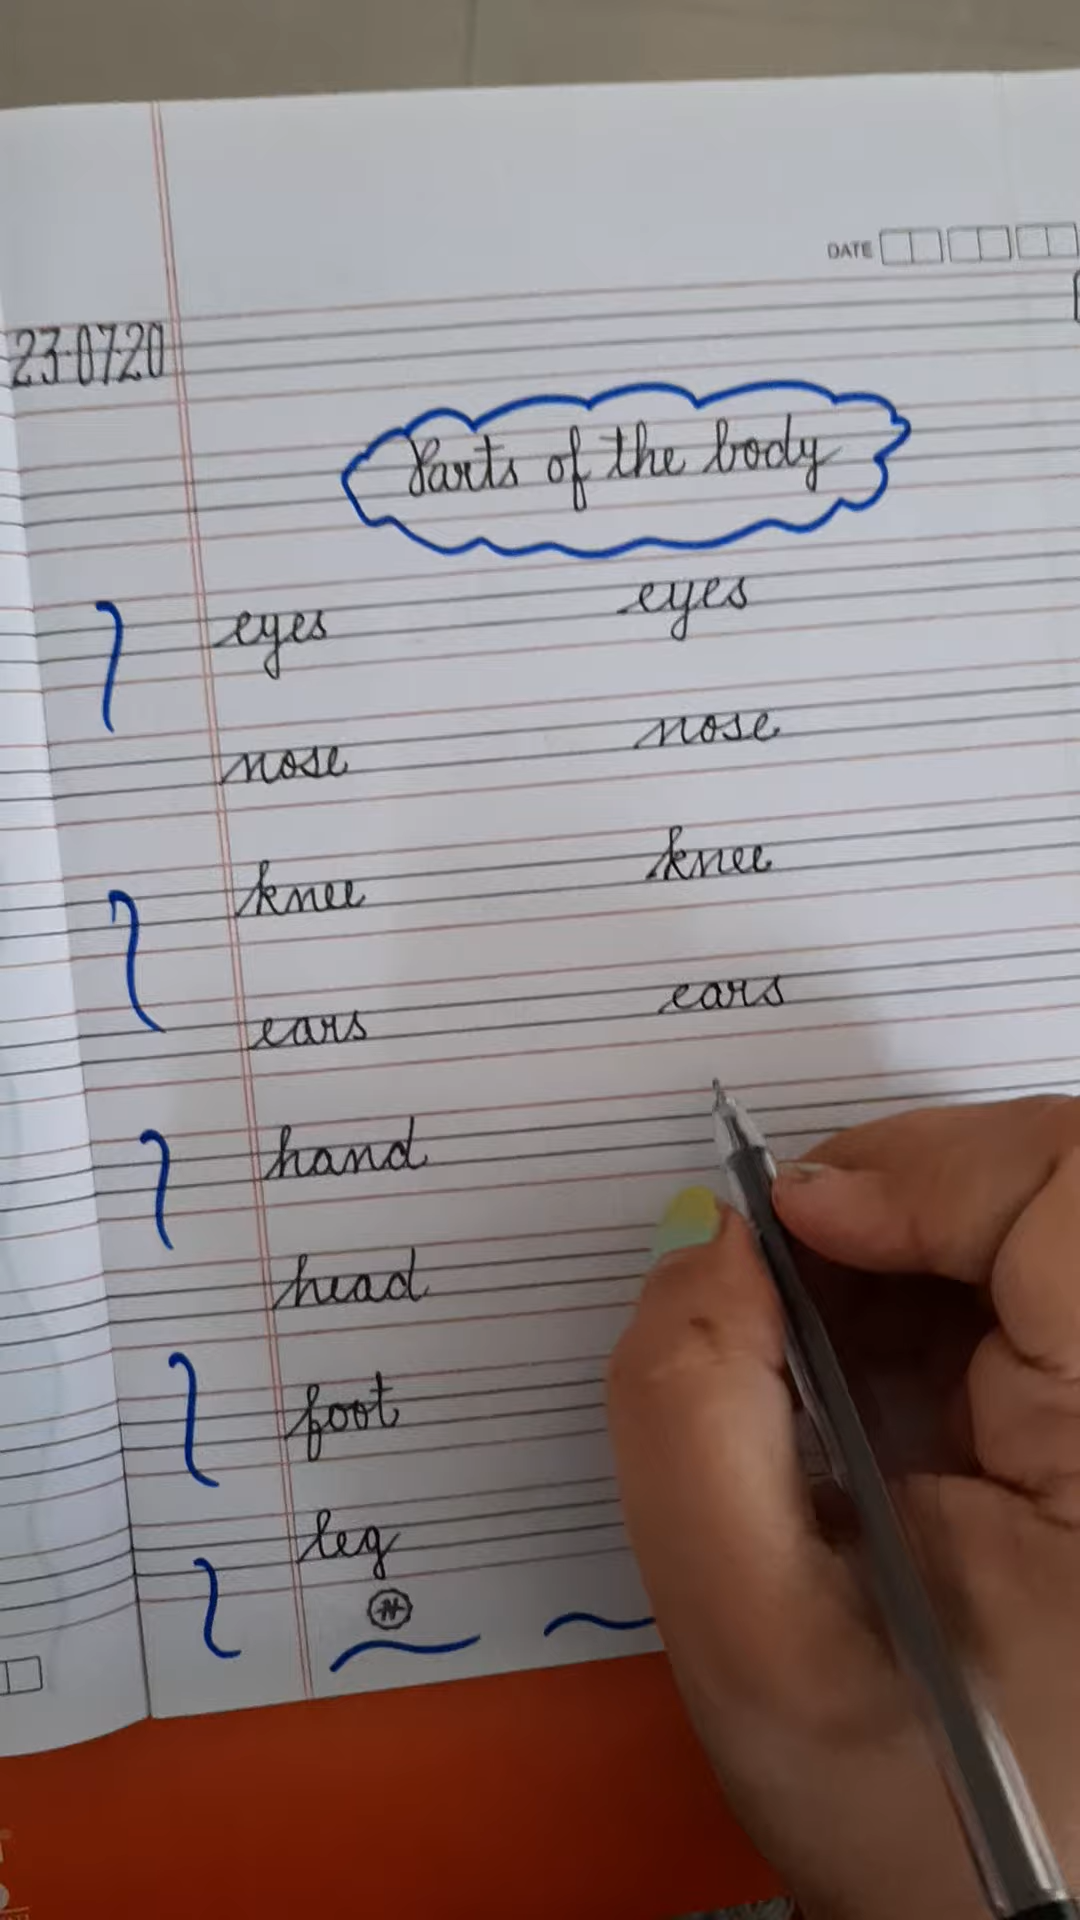 DATE
23-07-20
Parts of the body
eyes eyes
nose nose
knee knee
ears ears
hand
head
foot
leg
N